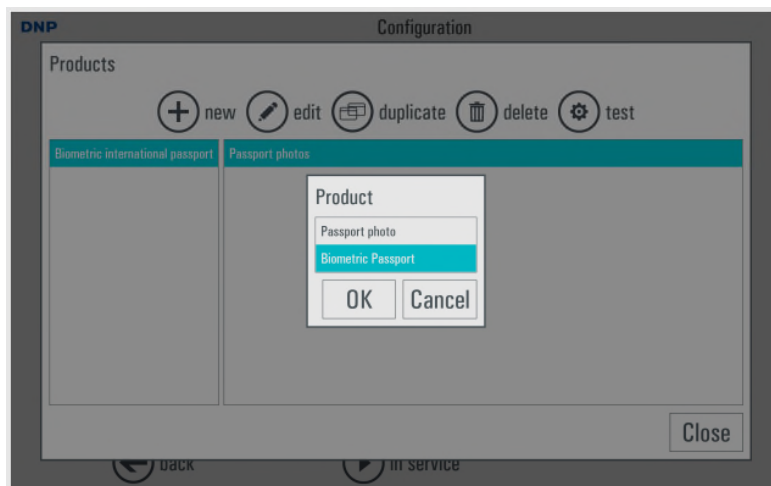 DNP Configuration
Products
new edit duplicate delete test
Biometric international passport Passport photos
Product
Passport photo
Biometric Passport
OK Cancel
Close
back in service